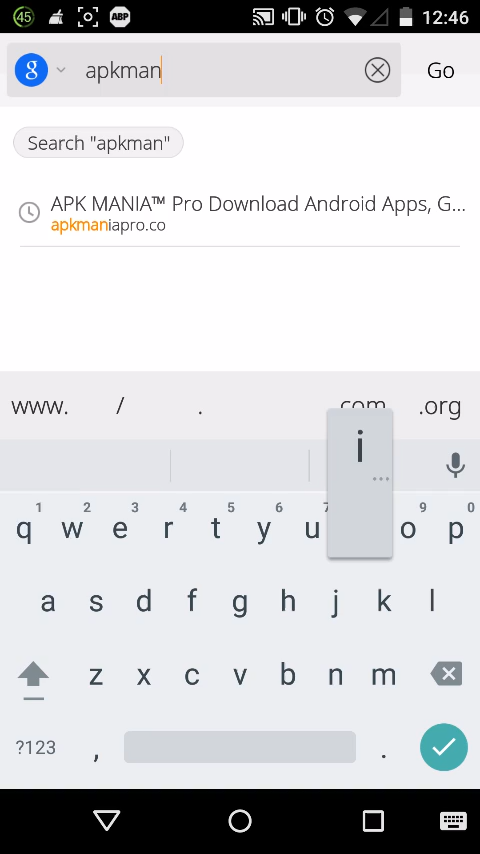 45 ABP 12:46
g apkman Go
Search "apkman"
APK MANIA™ Pro Download Android Apps, G...
apkmaniapro.co
www. / . com .org
i ...
1 2 3 4 5 6 7 9 0
q w e r t y u o p
a s d f g h j k l
z x c v b n m
?123 , .